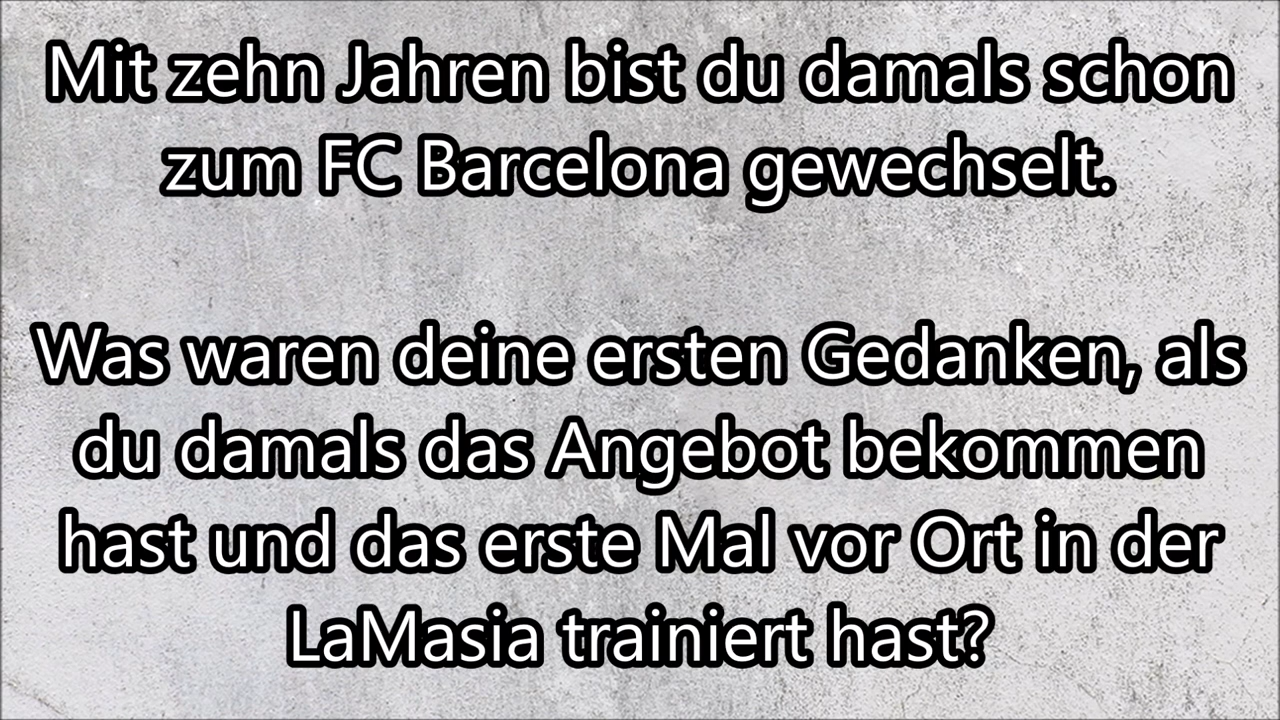 Mit zehn Jahren bist du damals schon
zum FC Barcelona gewechselt.
Was waren deine ersten Gedanken, als
du damals das Angebot bekommen
hast und das erste Mal vor Ort in der
LaMasia trainiert hast?